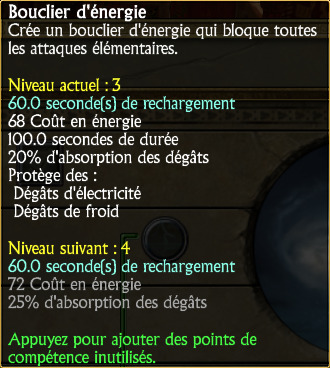 Bouclier d'énergie
Crée un bouclier d'énergie qui bloque toutes
les attaques élémentaires.
Niveau actuel : 3
60.0 seconde(s) de rechargement
68 Coût en énergie
100.0 secondes de durée
20% d'absorption des dégâts
Protège des :
Dégâts d'électricité
Dégâts de froid
Niveau suivant : 4
60.0 seconde(s) de rechargement
72 Coût en énergie
25% d'absorption des dégâts
Appuyez pour ajouter des points de
compétence inutilisés.